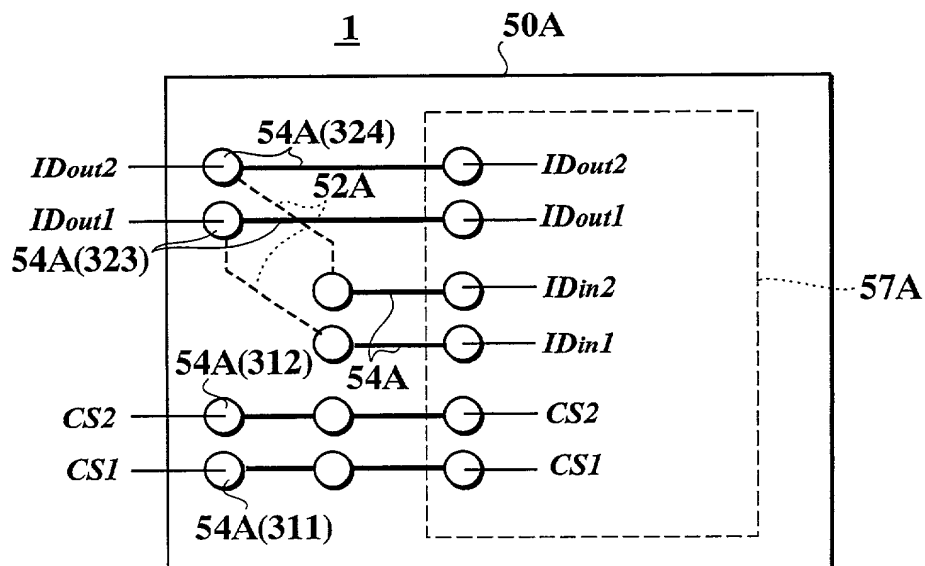 1
50A
54A(324)
IDout2
IDout2
52A
IDout1
IDout1
54A(323)
IDin2
57A
IDin1
54A(312)
54A
CS2
CS2
CS1
CS1
54A(311)